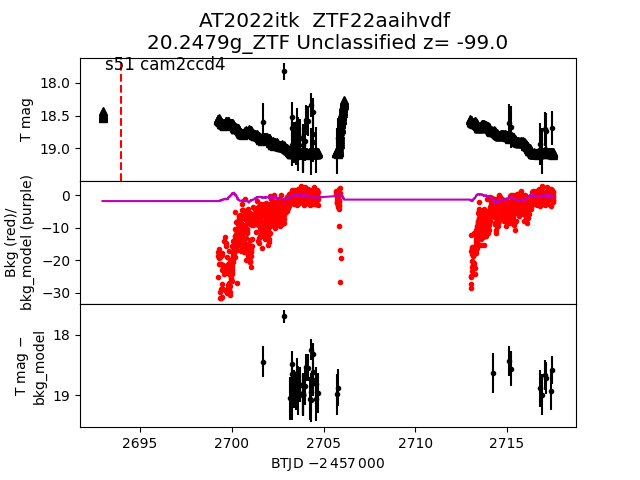 AT2022itk  ZTF22aaihvdf
20.2479g_ZTF Unclassified z= -99.0
s51 cam2ccd4
18.0
18.5
19.0
T mag
0
−10
−20
−30
Bkg (red)/
bkg_model (purple)
18
19
T mag −
bkg_model
2695
2700
2705
2710
2715
BTJD −2 457 000